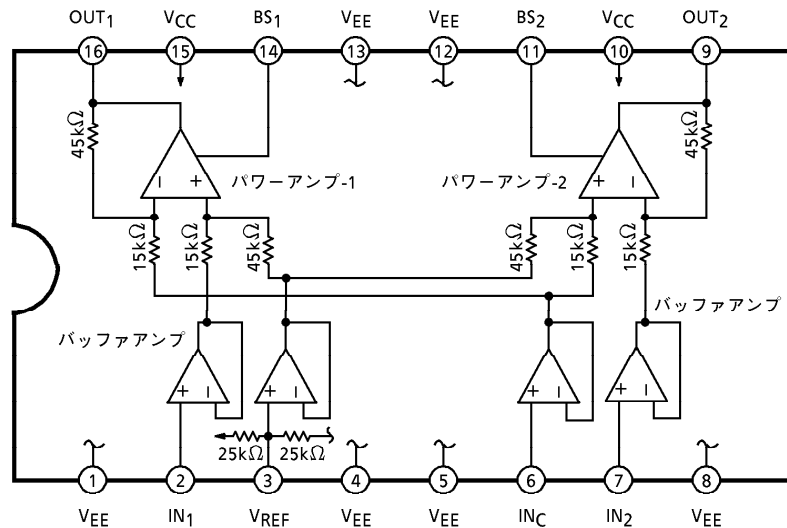 OUT1 VCC BS1 VEE VEE BS2 VCC OUT2
16 15 14 13 12 11 10 9
45kΩ 45kΩ
パワーアンプ-1 パワーアンプ-2
15kΩ 15kΩ 45kΩ 45kΩ 15kΩ 15kΩ
バッファアンプ バッファアンプ
25kΩ 25kΩ
1 2 3 4 5 6 7 8
VEE IN1 VREF VEE VEE INC IN2 VEE